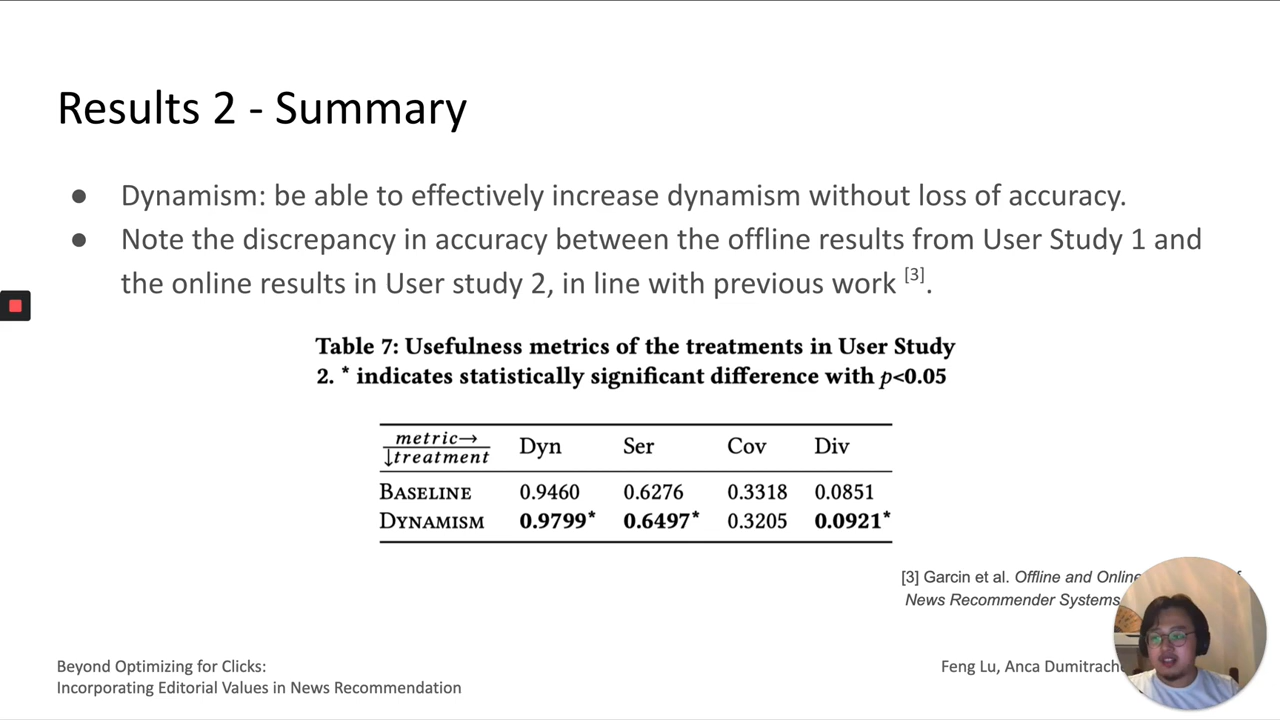 Results 2 - Summary
● Dynamism: be able to effectively increase dynamism without loss of accuracy.
● Note the discrepancy in accuracy between the offline results from User Study 1 and
the online results in User study 2, in line with previous work [3].
Table 7: Usefulness metrics of the treatments in User Study
2. * indicates statistically significant difference with p<0.05
metric→ Dyn Ser Cov Div
↓treatment
BASELINE 0.9460 0.6276 0.3318 0.0851
DYNAMISM 0.9799* 0.6497* 0.3205 0.0921*
[3] Garcin et al. Offline and Online
News Recommender Systems
Beyond Optimizing for Clicks:
Incorporating Editorial Values in News Recommendation
Feng Lu, Anca